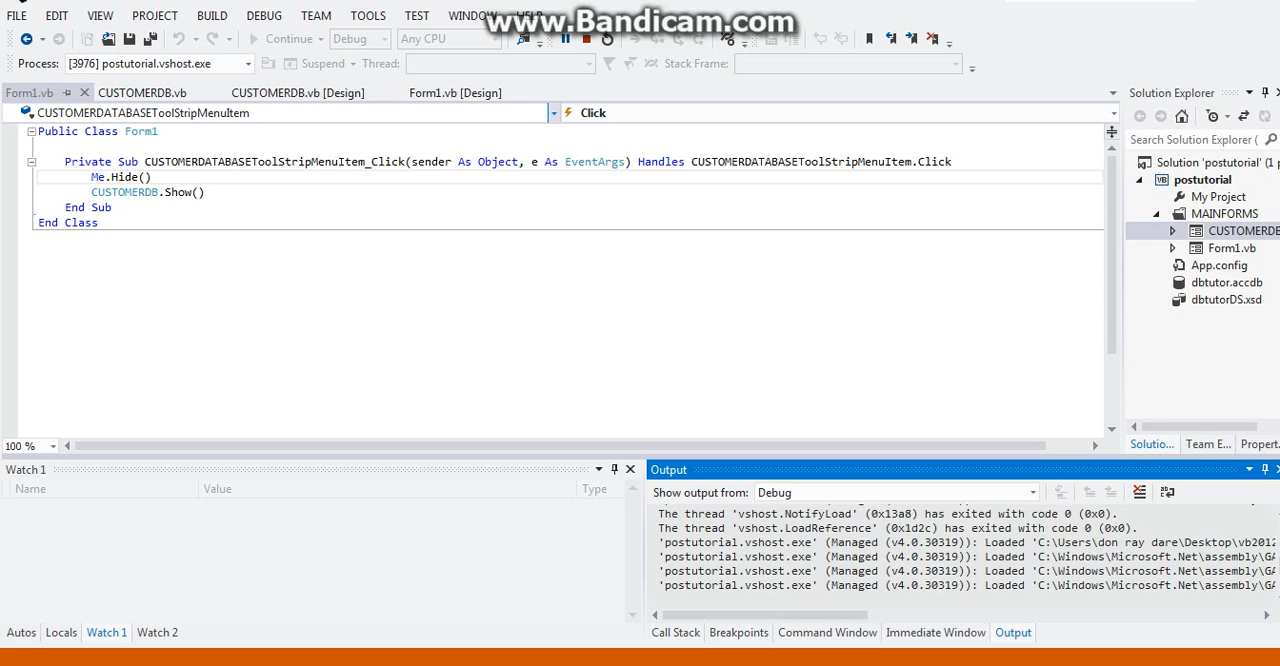 www.Bandicam.com
FILE EDIT VIEW PROJECT BUILD DEBUG TEAM TOOLS TEST WINDOW
Continue Debug Any CPU
Process: [3976] postutorial.vshost.exe Suspend Thread: Stack Frame:
Form1.vb CUSTOMERDB.vb CUSTOMERDB.vb [Design] Form1.vb [Design]
CUSTOMERDATABASEToolStripMenuItem Click
Public Class Form1
Private Sub CUSTOMERDATABASEToolStripMenuItem_Click(sender As Object, e As EventArgs) Handles CUSTOMERDATABASEToolStripMenuItem.Click
Me.Hide()
CUSTOMERDB.Show()
End Sub
End Class
100 %
Solution Explorer
Search Solution Explorer (
Solution 'postutorial' (1 p
postutorial
My Project
MAINFORMS
CUSTOMERDB
Form1.vb
App.config
dbtutor.accdb
dbtutorDS.xsd
Solutio... Team E... Propert
Watch 1
Name Value Type
Autos Locals Watch 1 Watch 2
Output
Show output from: Debug
The thread 'vshost.NotifyLoad' (0x13a8) has exited with code 0 (0x0).
The thread 'vshost.LoadReference' (0x1d2c) has exited with code 0 (0x0).
'postutorial.vshost.exe' (Managed (v4.0.30319)): Loaded 'C:\Users\don ray dare\Desktop\vb2012
'postutorial.vshost.exe' (Managed (v4.0.30319)): Loaded 'C:\Windows\Microsoft.Net\assembly\GA
'postutorial.vshost.exe' (Managed (v4.0.30319)): Loaded 'C:\Windows\Microsoft.Net\assembly\GA
'postutorial.vshost.exe' (Managed (v4.0.30319)): Loaded 'C:\Windows\Microsoft.Net\assembly\GA
Call Stack Breakpoints Command Window Immediate Window Output